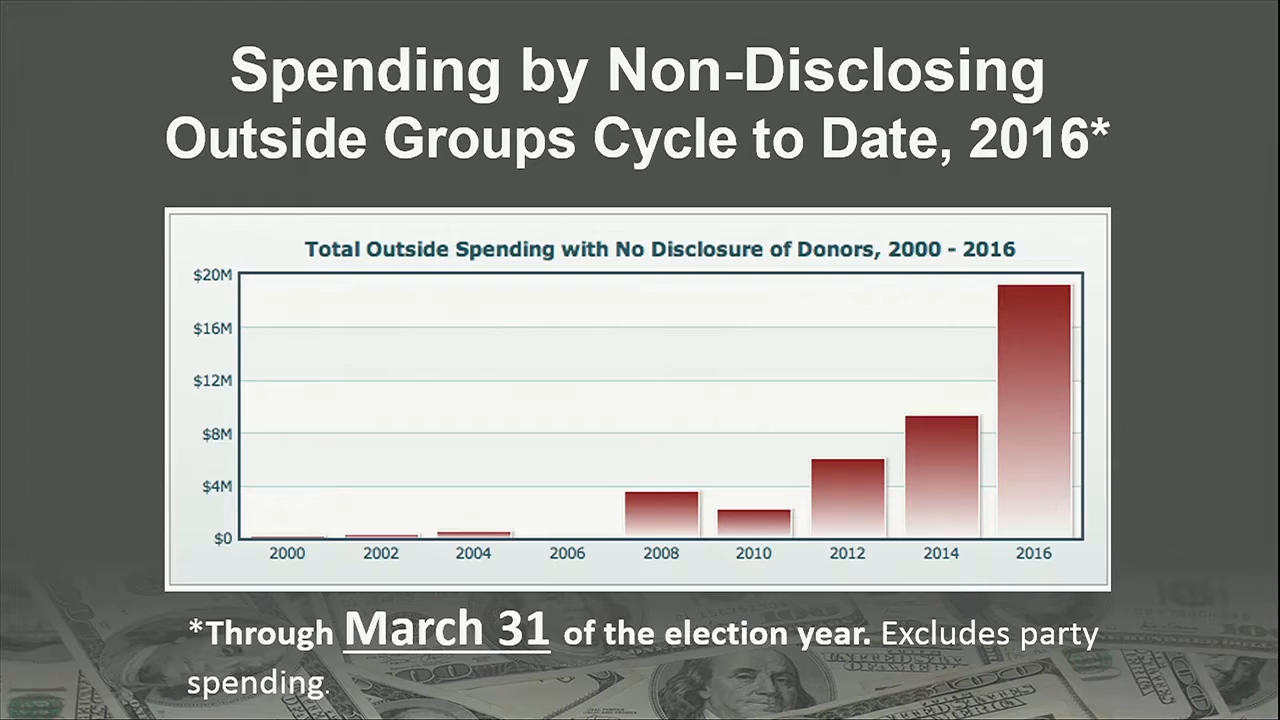 Spending by Non-Disclosing
Outside Groups Cycle to Date, 2016*
Total Outside Spending with No Disclosure of Donors, 2000 - 2016
$20M
$16M
$12M
$8M
$4M
$0
2000 2002 2004 2006 2008 2010 2012 2014 2016
*Through March 31 of the election year. Excludes party
spending.